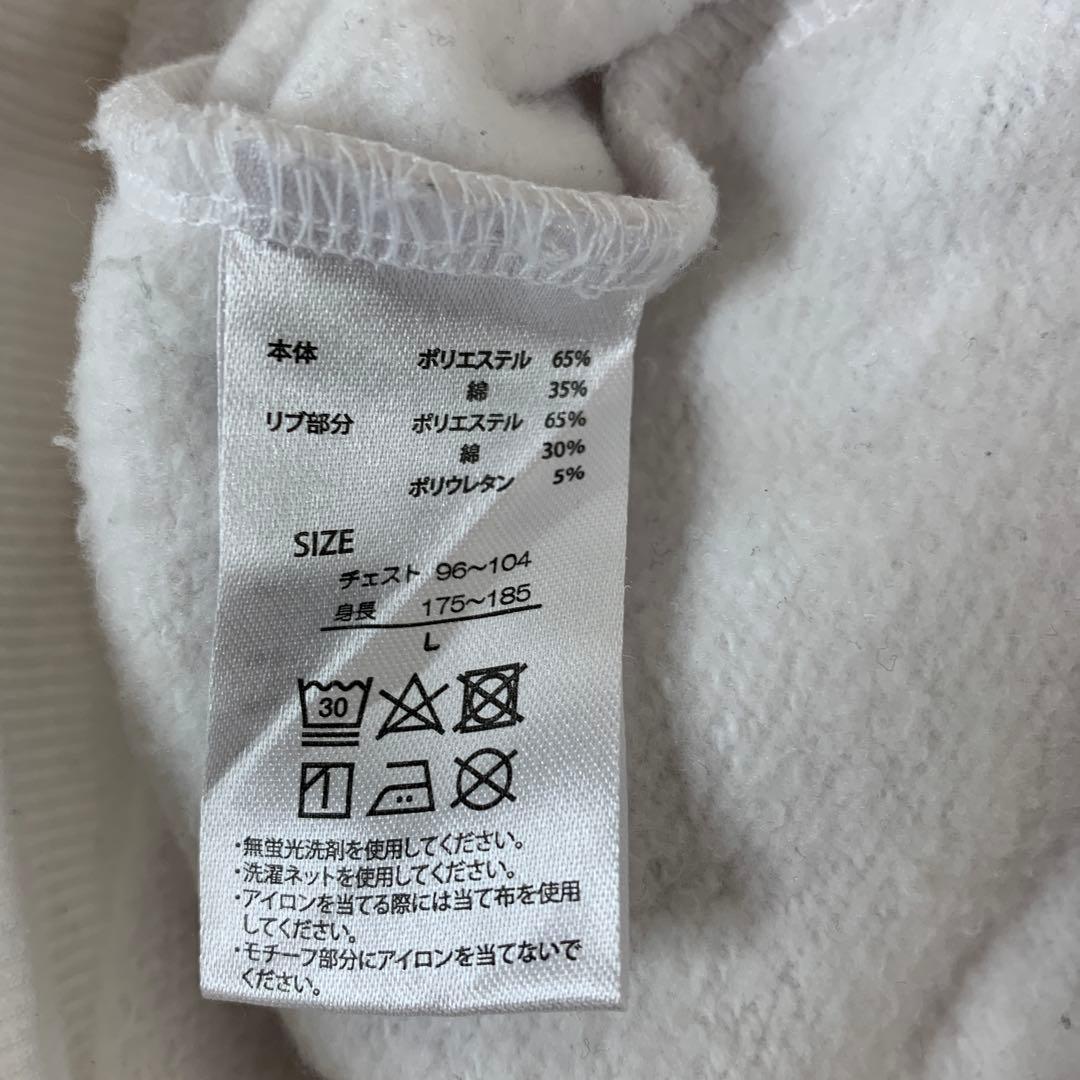 本体 ポリエステル 65%
綿 35%
リブ部分 ポリエステル 65%
綿 30%
ポリウレタン 5%
SIZE
チェスト 96～104
身長 175～185
L
30
・無蛍光洗剤を使用してください。
・洗濯ネットを使用してください。
・アイロンを当てる際には当て布を使用
してください。
・モチーフ部分にアイロンを当てないで
ください。